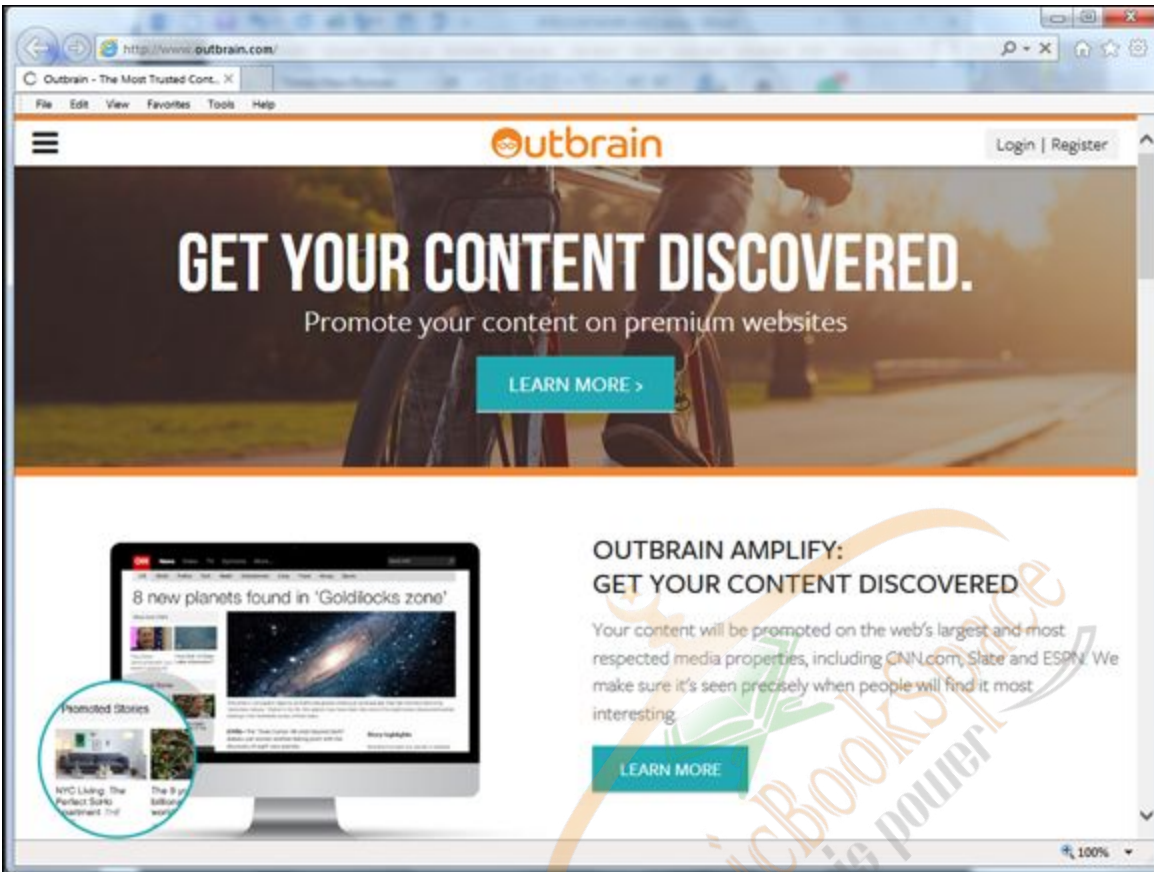 http://www.outbrain.com/
Outbrain - The Most Trusted Cont...
File Edit View Favorites Tools Help
Outbrain
Login | Register
GET YOUR CONTENT DISCOVERED.
Promote your content on premium websites
LEARN MORE >
8 new planets found in 'Goldilocks zone'
Promoted Stories
NYC Living: The
Perfect SoHo
The 9
OUTBRAIN AMPLIFY:
GET YOUR CONTENT DISCOVERED
Your content will be promoted on the web's largest and most
respected media properties, including CNN.com, Slate and ESPN. We
make sure it's seen precisely when people will find it most
interesting.
LEARN MORE
is power
100%